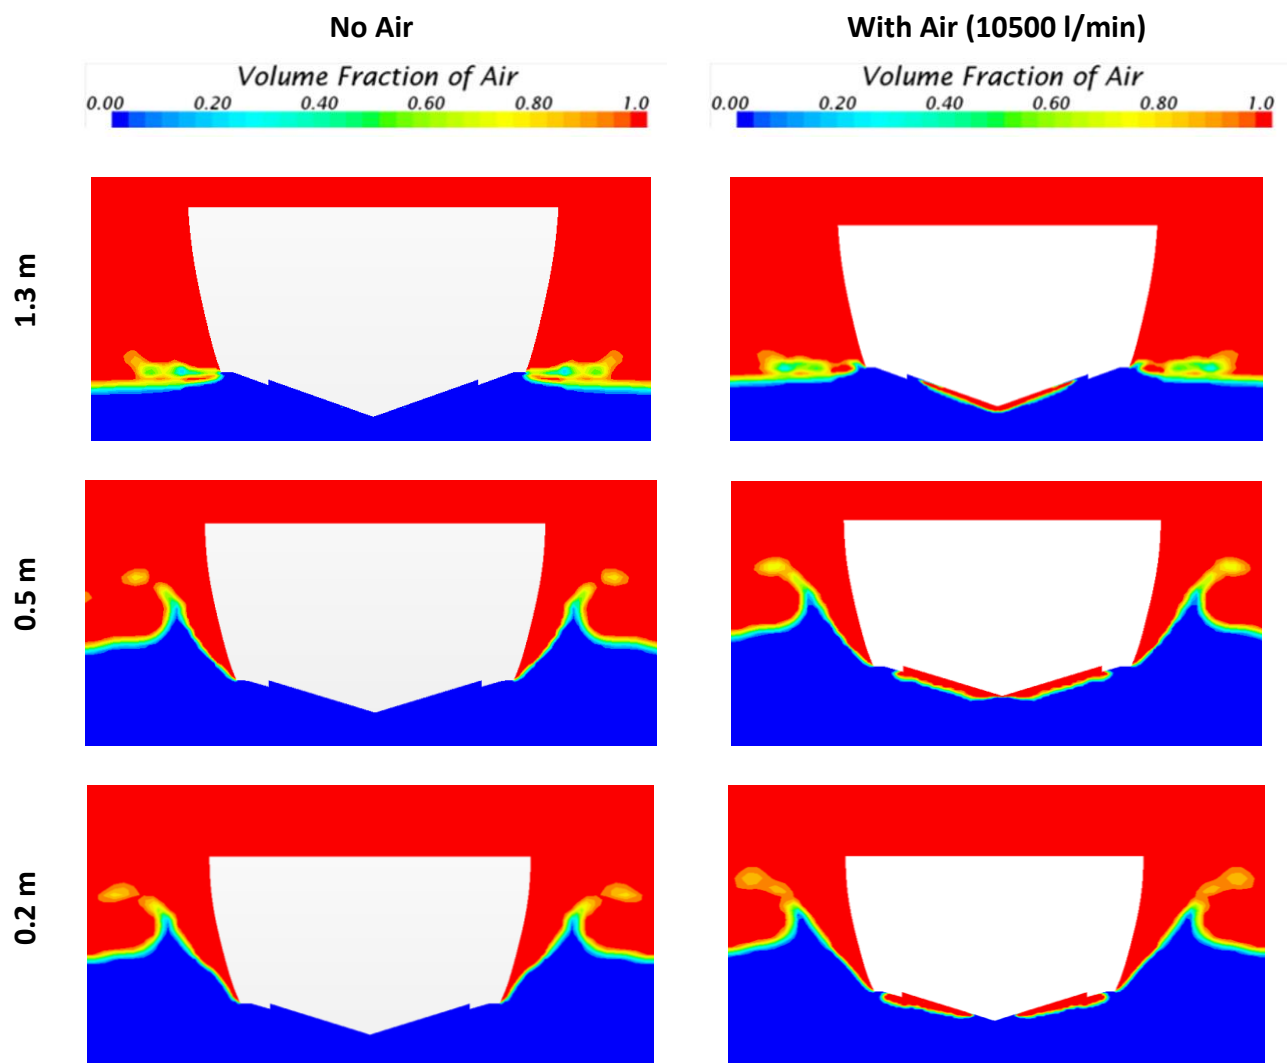 No Air
With Air (10500 l/min)
Volume Fraction of Air
0.00 0.20 0.40 0.60 0.80 1.0
Volume Fraction of Air
0.00 0.20 0.40 0.60 0.80 1.0
1.3 m
0.5 m
0.2 m